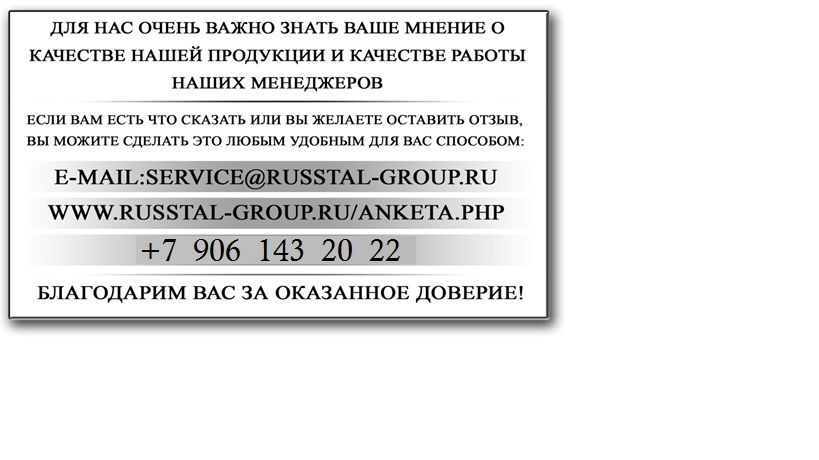 ДЛЯ НАС ОЧЕНЬ ВАЖНО ЗНАТЬ ВАШЕ МНЕНИЕ О
КАЧЕСТВЕ НАШЕЙ ПРОДУКЦИИ И КАЧЕСТВЕ РАБОТЫ
НАШИХ МЕНЕДЖЕРОВ
ЕСЛИ ВАМ ЕСТЬ ЧТО СКАЗАТЬ ИЛИ ВЫ ЖЕЛАЕТЕ ОСТАВИТЬ ОТЗЫВ,
ВЫ МОЖИТЕ СДЕЛАТЬ ЭТО ЛЮБЫМ УДОБНЫМ ДЛЯ ВАС СПОСОБОМ:
E-MAIL:SERVICE@RUSSTAL-GROUP.RU
WWW.RUSSTAL-GROUP.RU/ANKETA.PHP
+7 906 143 20 22
БЛАГОДАРИМ ВАС ЗА ОКАЗАННОЕ ДОВЕРИЕ!